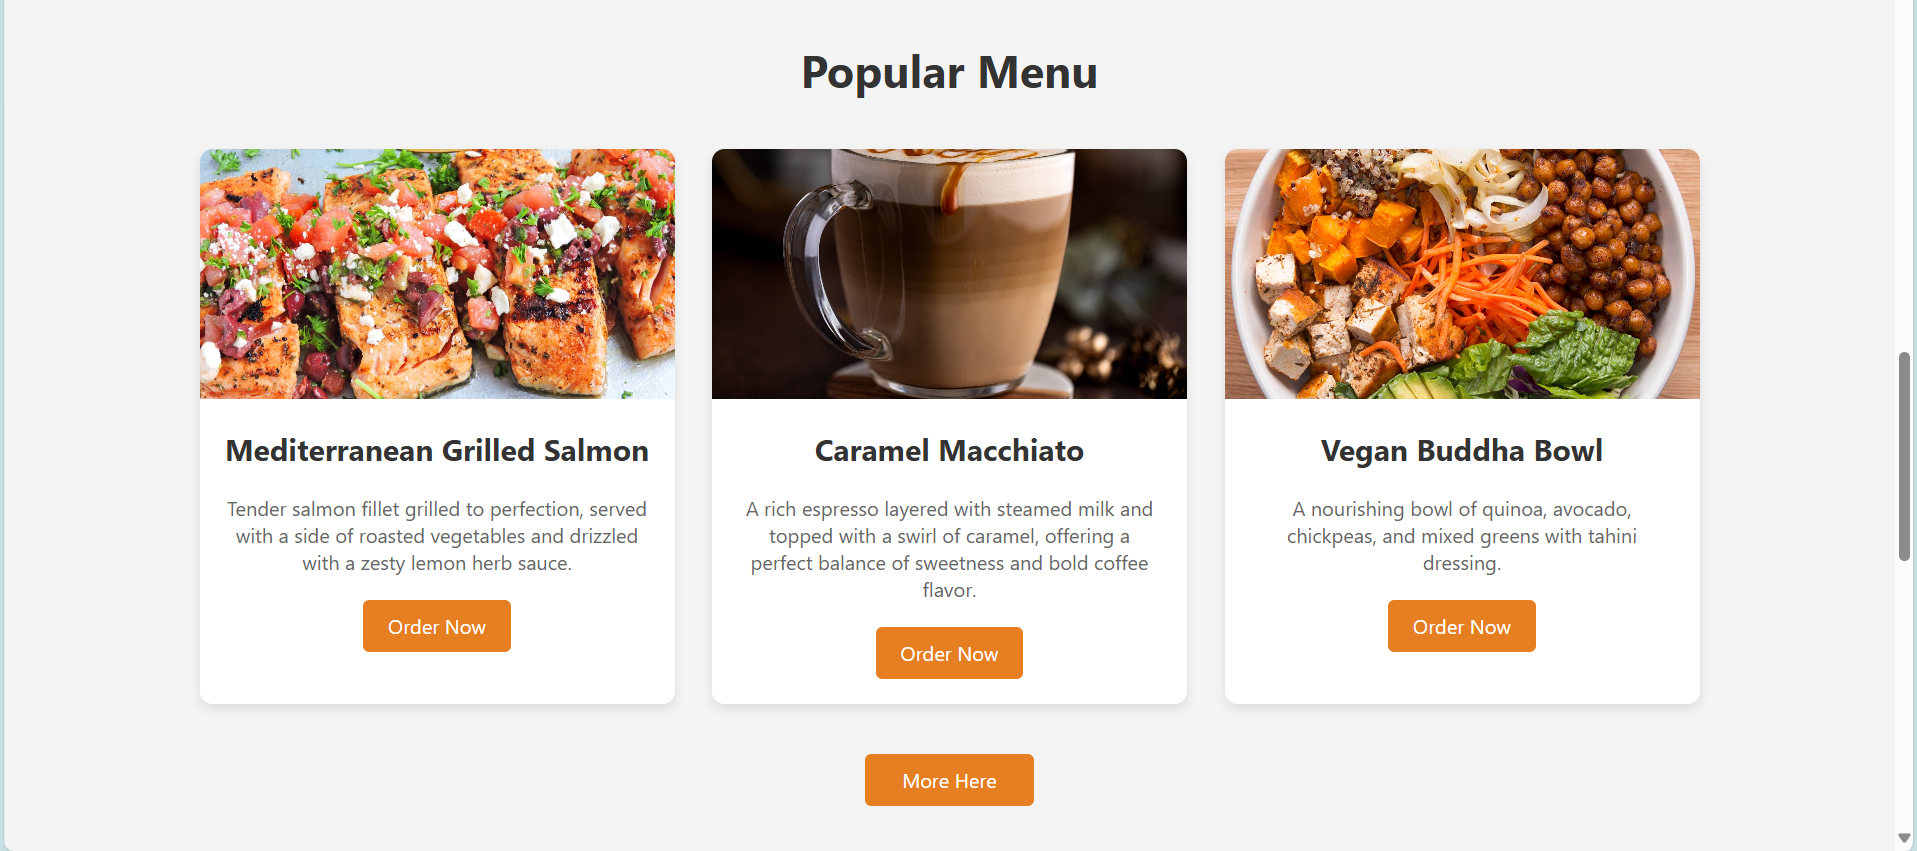 Popular Menu
Mediterranean Grilled Salmon
Tender salmon fillet grilled to perfection, served
with a side of roasted vegetables and drizzled
with a zesty lemon herb sauce.
Order Now
Caramel Macchiato
A rich espresso layered with steamed milk and
topped with a swirl of caramel, offering a
perfect balance of sweetness and bold coffee
flavor.
Order Now
Vegan Buddha Bowl
A nourishing bowl of quinoa, avocado,
chickpeas, and mixed greens with tahini
dressing.
Order Now
More Here